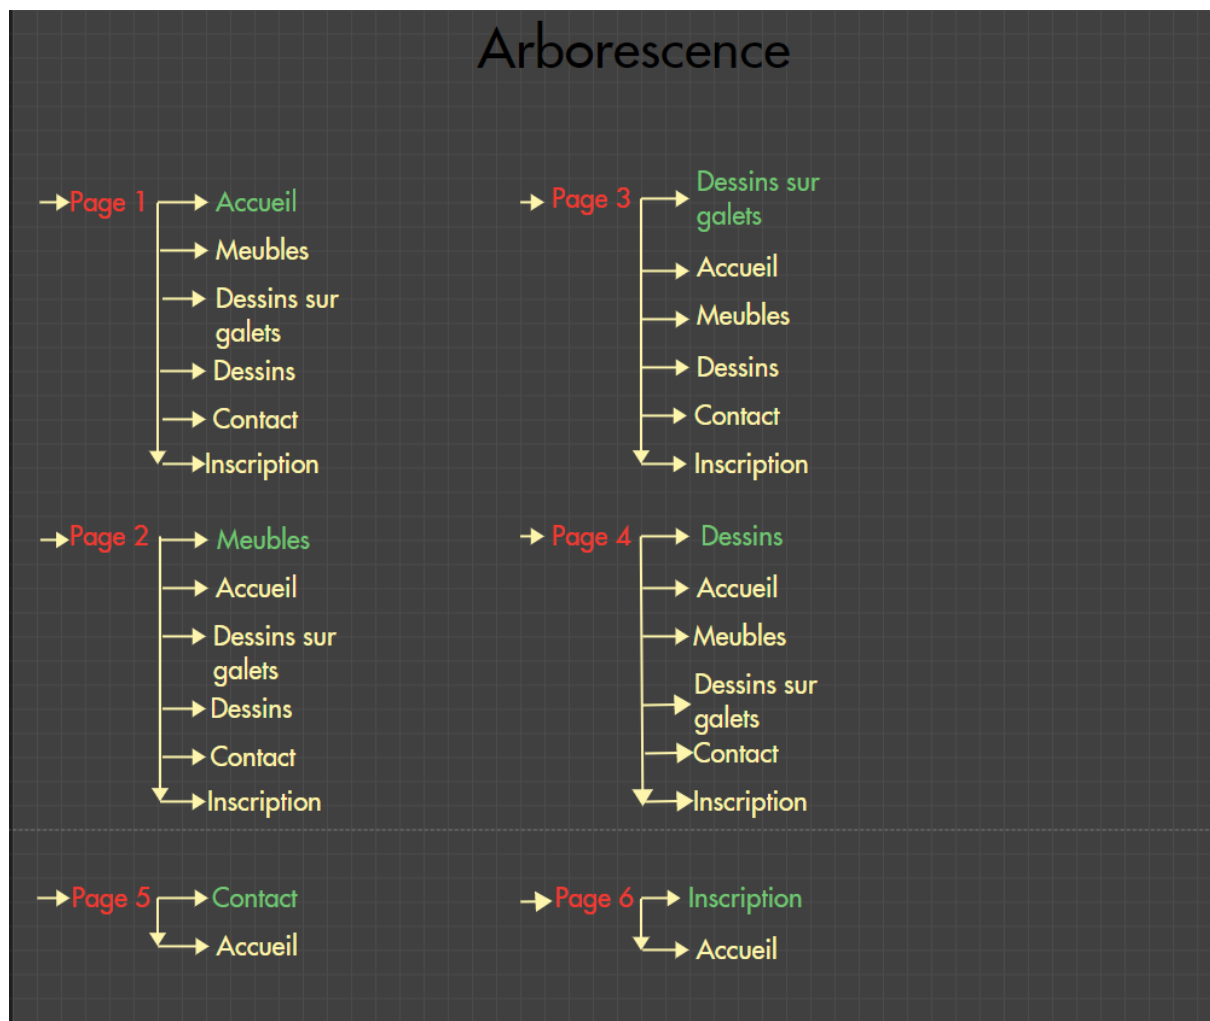 Arborescence
Page 1
Accueil
Meubles
Dessins sur
galets
Dessins
Contact
Inscription
Page 3
Dessins sur
galets
Accueil
Meubles
Dessins
Contact
Inscription
Page 2
Meubles
Accueil
Dessins sur
galets
Dessins
Contact
Inscription
Page 4
Dessins
Accueil
Meubles
Dessins sur
galets
Contact
Inscription
Page 5
Contact
Accueil
Page 6
Inscription
Accueil